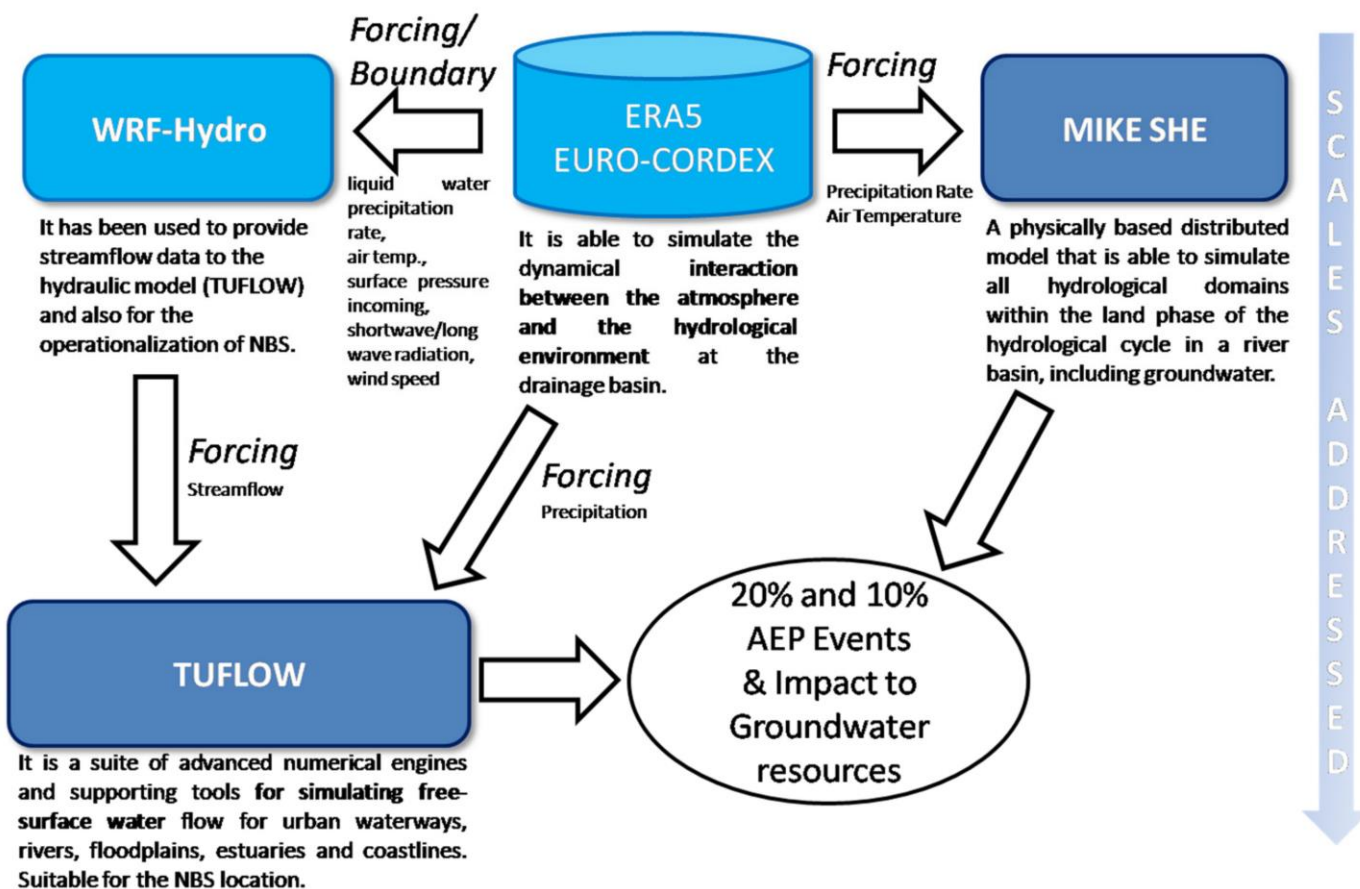 Forcing/
Boundary
WRF-Hydro
ERA5
EURO-CORDEX
Forcing
MIKE SHE
It has been used to provide
streamflow data to the
hydraulic model (TUFLOW)
and also for the
operationalization of NBS.
liquid water
precipitation
rate,
air temp.,
surface pressure
incoming,
shortwave/long
wave radiation,
wind speed
It is able to simulate the
dynamical interaction
between the atmosphere
and the hydrological
environment at the
drainage basin.
Precipitation Rate
Air Temperature
A physically based distributed
model that is able to simulate
all hydrological domains
within the land phase of the
hydrological cycle in a river
basin, including groundwater.
Forcing
Streamflow
Forcing
Precipitation
TUFLOW
It is a suite of advanced numerical engines
and supporting tools for simulating free-
surface water flow for urban waterways,
rivers, floodplains, estuaries and coastlines.
Suitable for the NBS location.
20% and 10%
AEP Events
& Impact to
Groundwater
resources
SCALES ADDRESSED